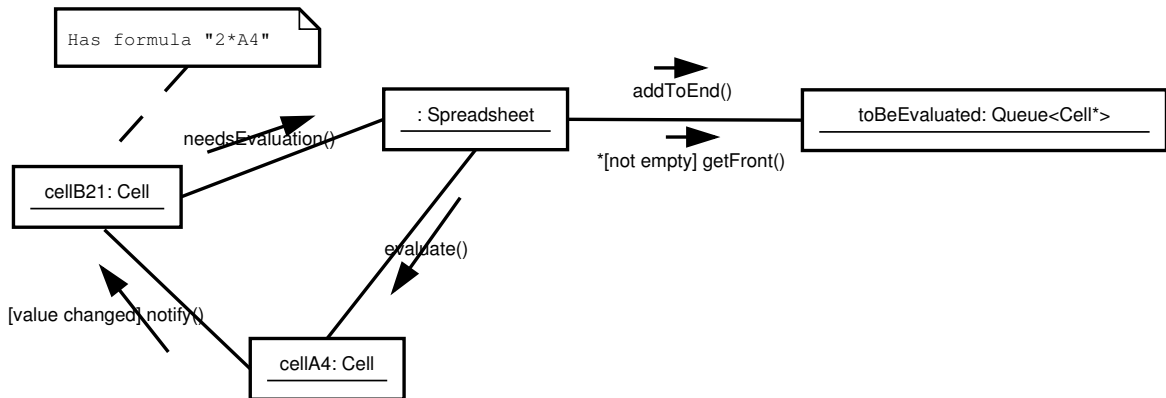 Has formula "2*A4"
addToEnd()
: Spreadsheet
toBeEvaluated: Queue<Cell*>
needsEvaluation()
*[not empty] getFront()
cellB21: Cell
evaluate()
[value changed] notify()
cellA4: Cell